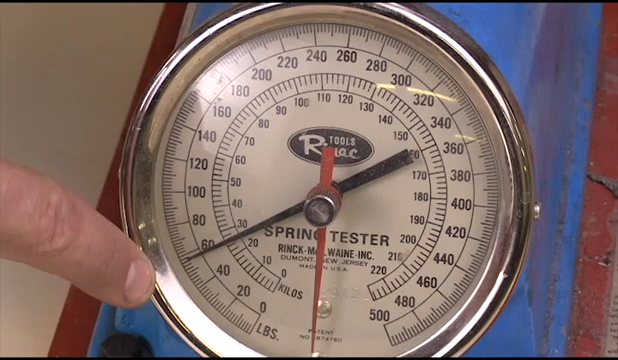 0 20 40 60 80 100 120 140 160 180 200 220 240 260 280 300 320 340 360 380 400 420 440 460 480 500
LBS.
0 10 20 30 40 50 60 70 80 90 100 110 120 130 140 150 160 170 180 190 200 210 220
KILOS
TOOLS
SPRING TESTER
RINCK-McILWAINE-INC.
DUMONT, NEW JERSEY
MADE IN U.S.A
PATENT